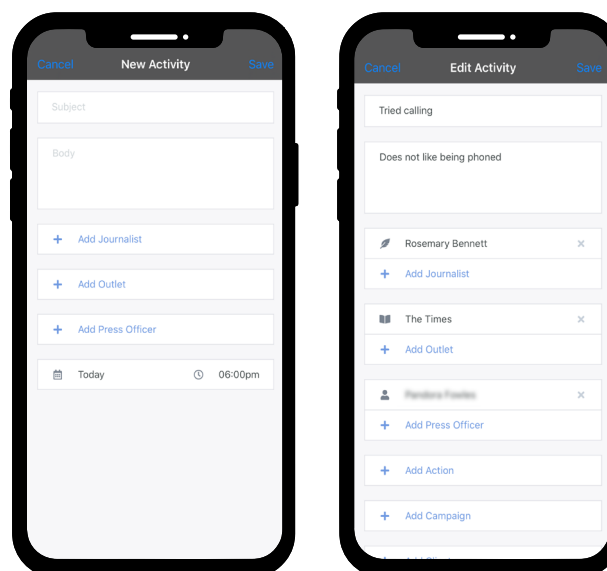 Cancel New Activity Save
Subject
Body
Add Journalist
Add Outlet
Add Press Officer
Today 06:00pm
Cancel Edit Activity Save
Tried calling
Does not like being phoned
Rosemary Bennett
Add Journalist
The Times
Add Outlet
Add Press Officer
Add Action
Add Campaign